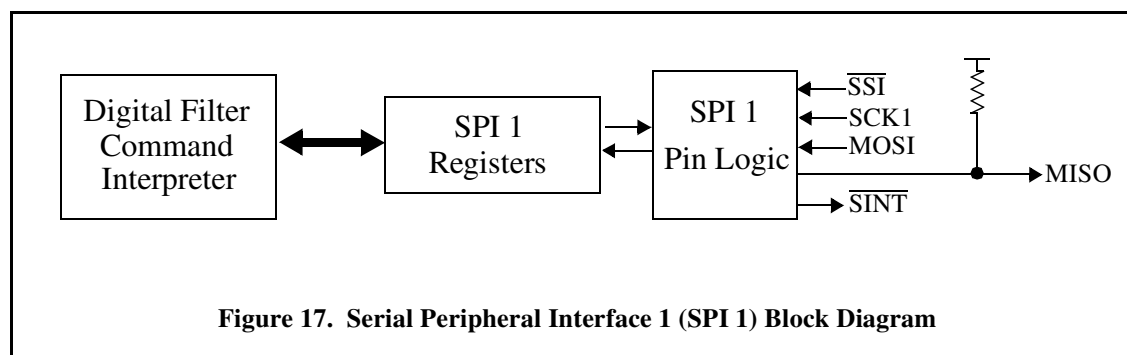 Digital Filter
Command
Interpreter
SPI 1
Registers
SPI 1
Pin Logic
SSI
SCK1
MOSI
MISO
SINT
Figure 17. Serial Peripheral Interface 1 (SPI 1) Block Diagram